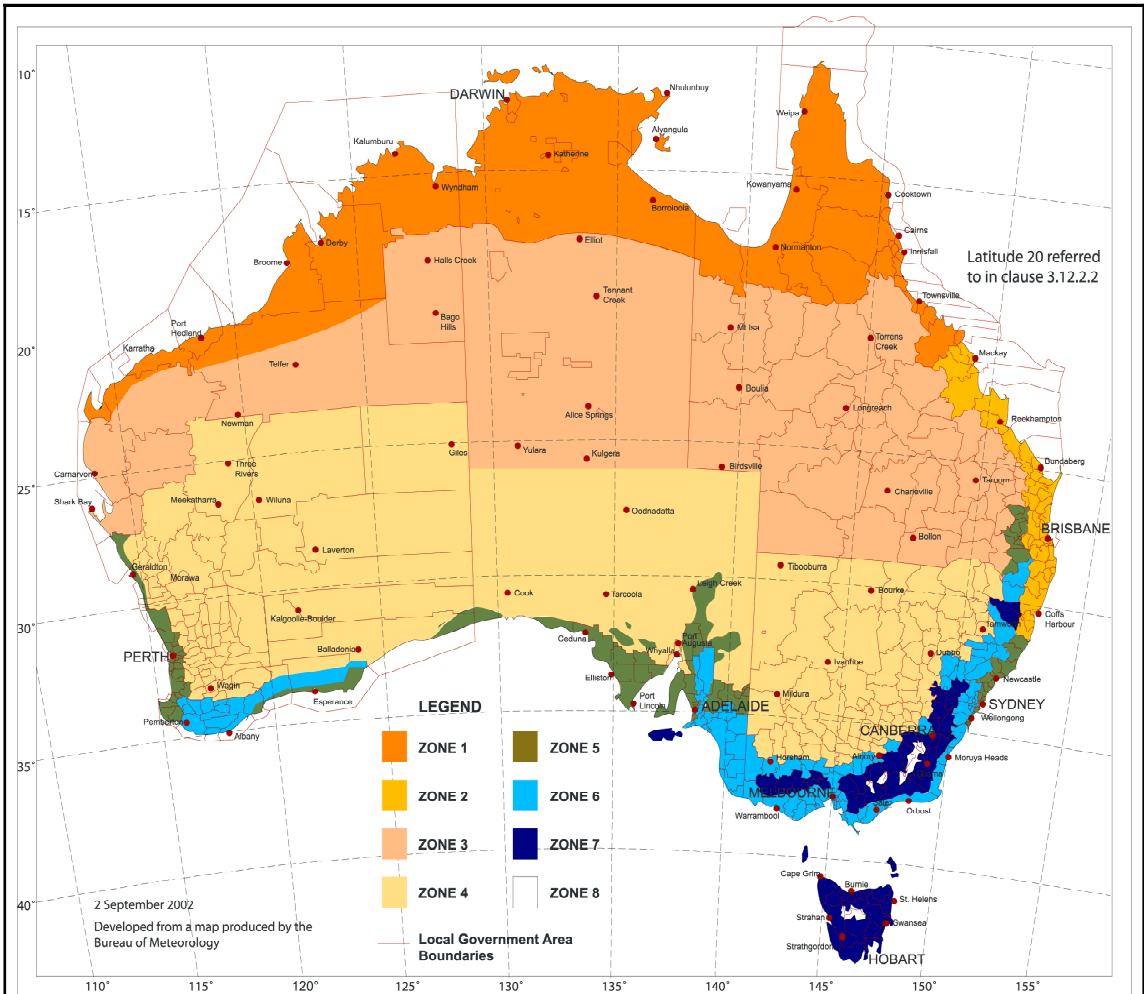 10°
15°
20°
25°
30°
35°
40°
110°
115°
120°
125°
130°
135°
140°
145°
150°
155°
DARWIN
Nhulunbuy
Alyangula
Weipa
Kalumburu
Katherine
Wyndham
Kowanyama
Cooktown
Borroloola
Derby
Elliot
Normanton
Cairns
Innisfail
Broome
Halls Creek
Latitude 20 referred
to in clause 3.12.2.2
Tennant
Creek
Townsville
Port
Hedland
Bago
Hills
Mt Isa
Torrens
Creek
Karratha
Mackay
Telfer
Boulia
Longreach
Alice Springs
Newman
Rockhampton
Giles
Yulara
Kulgera
Birdsville
Three
Rivers
Bundaberg
Carnarvon
Taroom
Shark Bay
Meekatharra
Wiluna
Charleville
Oodnadatta
BRISBANE
Laverton
Bollon
Geraldton
Morawa
Tibooburra
Leigh Creek
Cook
Tarcoola
Bourke
Kalgoolie-Boulder
Coffs
Harbour
Tamworth
Ceduna
Port
Augusta
PERTH
Balladonia
Whyalla
Ivanhoe
Dubbo
Elliston
Newcastle
Wagin
Esperance
Port
Lincoln
Mildura
ADELAIDE
SYDNEY
Wollongong
Pemberton
Albany
CANBERRA
Horsham
Albury
Moruya Heads
Cooma
MELBOURNE
Sale
Orbost
Warrambool
LEGEND
ZONE 1
ZONE 5
ZONE 2
ZONE 6
ZONE 3
ZONE 7
ZONE 4
ZONE 8
Local Government Area
Boundaries
Cape Grim
Burnie
St. Helens
Strahan
Swansea
Strathgordon
HOBART
2 September 2002
Developed from a map produced by the
Bureau of Meteorology